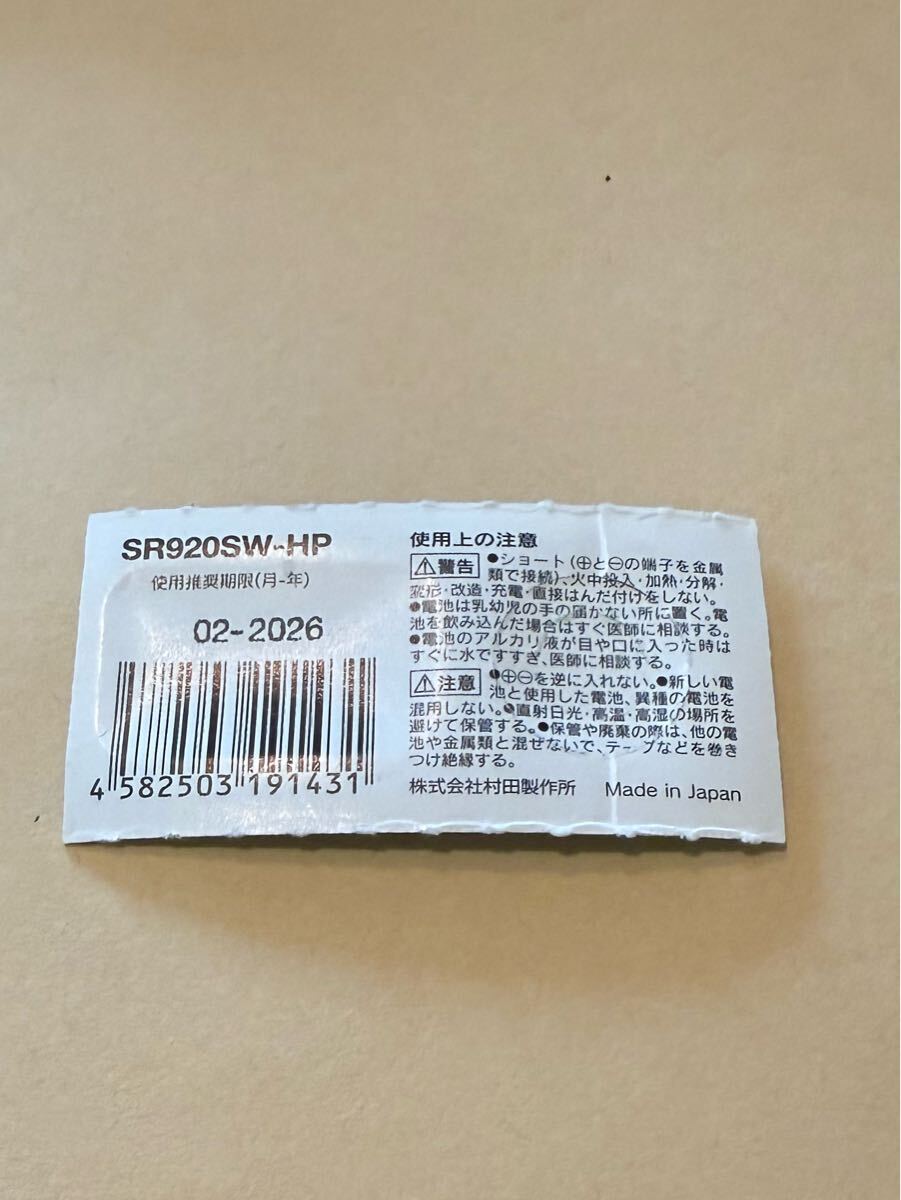 SR920SW-HP
使用推奨期限(月-年)
02-2026
4 582503 191431
使用上の注意
⚠警告 ●ショート(⊕と⊖の端子を金属
類で接続)、火中投入・加熱・分解・
変形・改造・充電・直接はんだ付けをしない。
●電池は乳幼児の手の届かない所に置く。電
池を飲み込んだ場合はすぐ医師に相談する。
●電池のアルカリ液が目や口に入った時は
すぐに水ですすぎ、医師に相談する。
⚠注意 ●⊕⊖を逆に入れない。●新しい電
池と使用した電池、異種の電池を
混用しない。●直射日光・高温・高湿の場所を
避けて保管する。●保管や廃棄の際は、他の電
池や金属類と混ぜないで、テープなどを巻き
つけ絶縁する。
株式会社村田製作所 Made in Japan